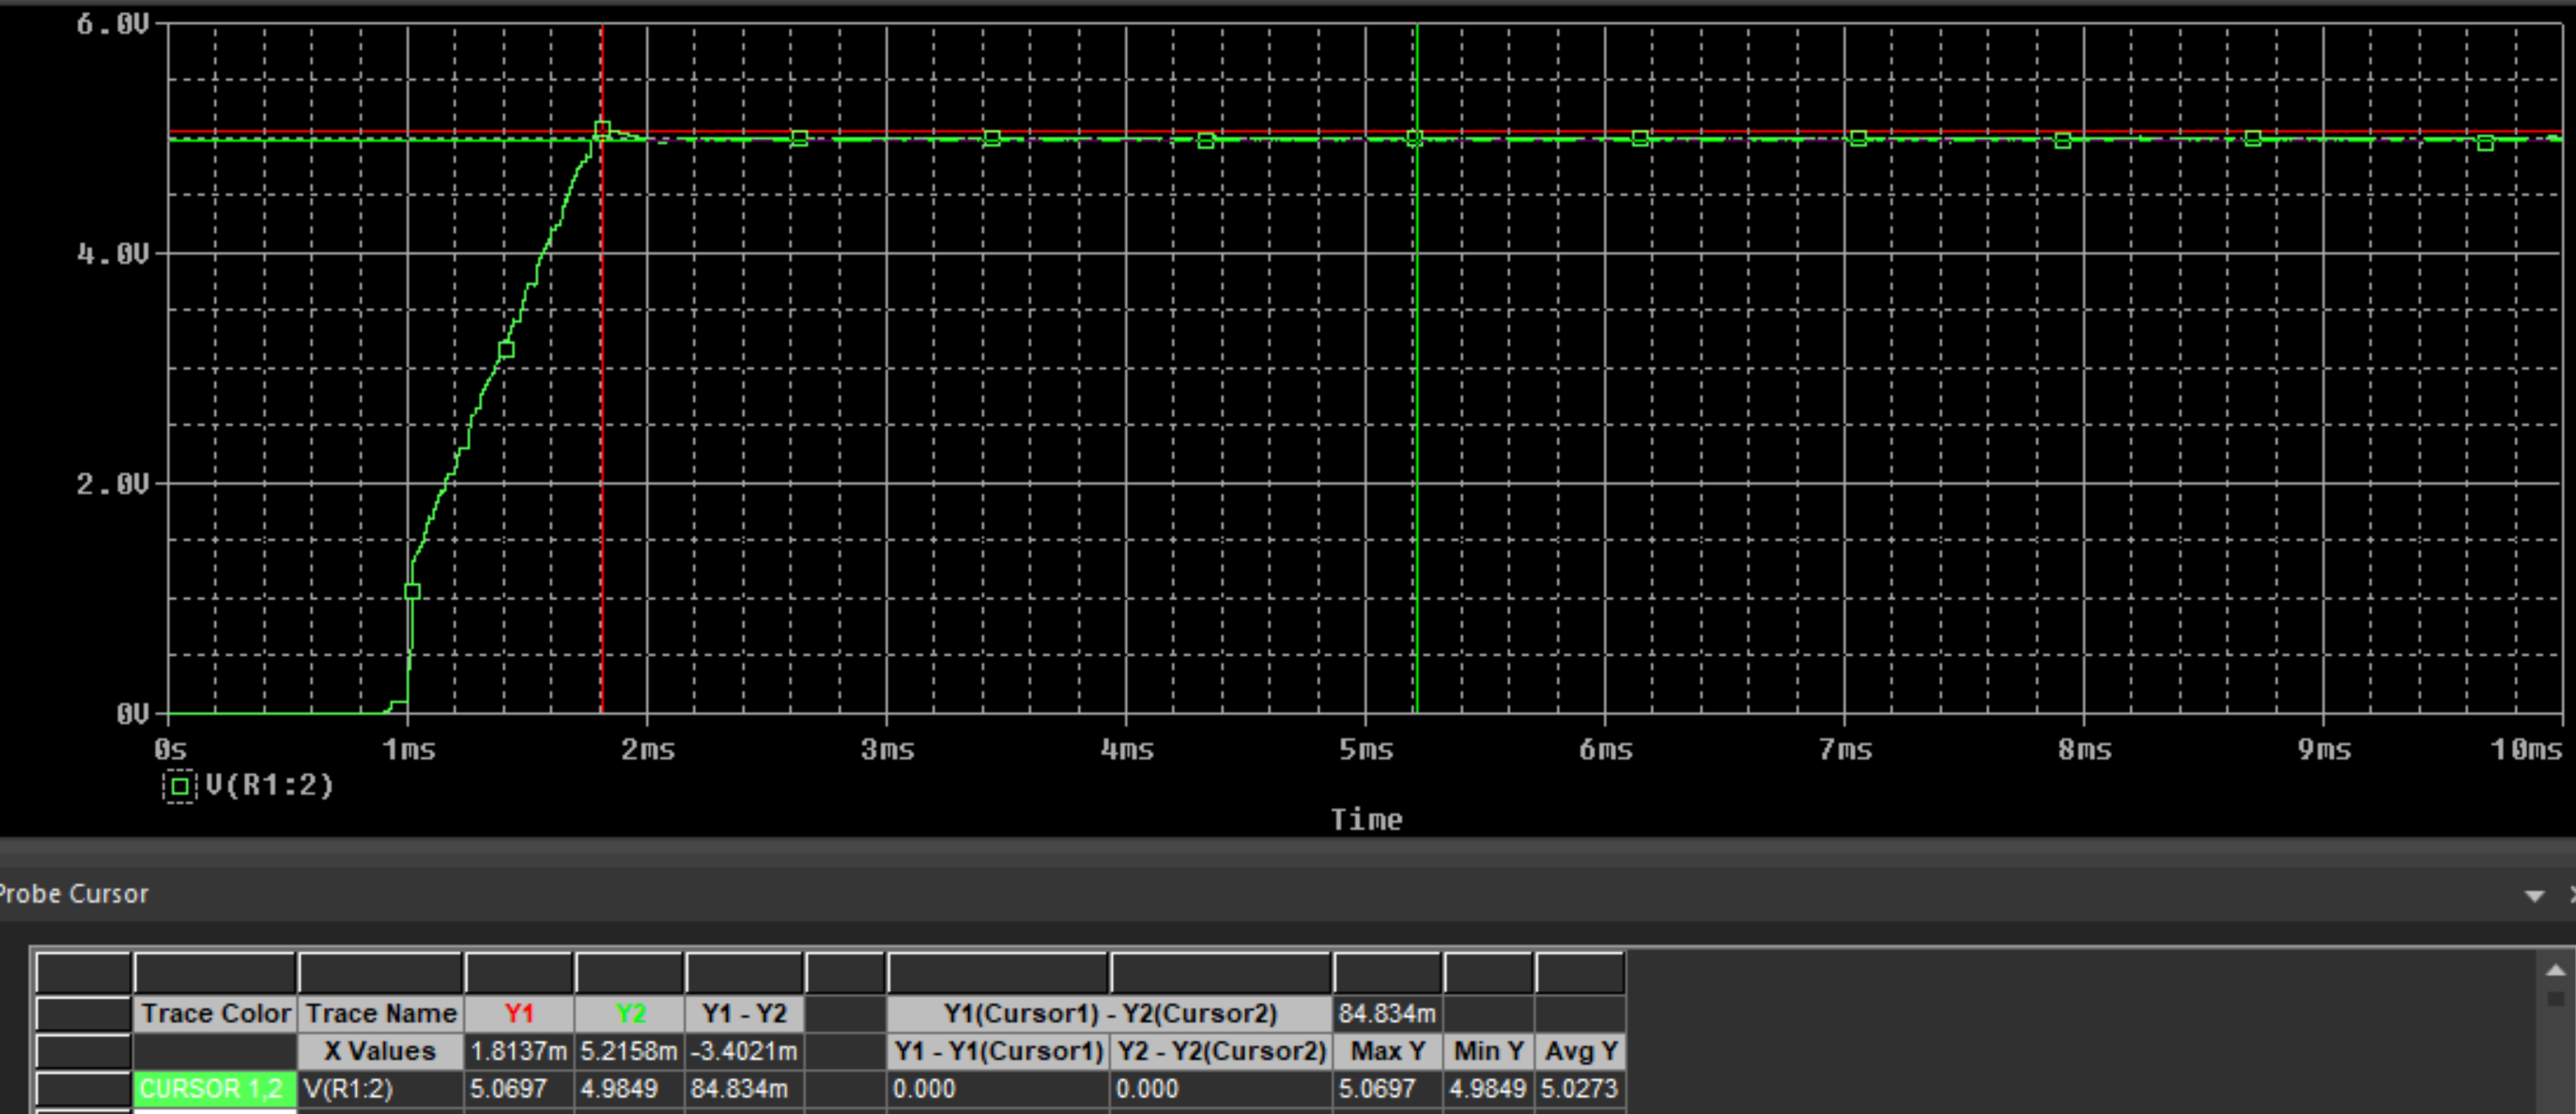 6.0V
4.0V
2.0V
0V
0s 1ms 2ms 3ms 4ms 5ms 6ms 7ms 8ms 9ms 10ms
V(R1:2)
Time
Probe Cursor
Trace Color Trace Name Y1 Y2 Y1 - Y2 Y1(Cursor1) - Y2(Cursor2) 84.834m
X Values 1.8137m 5.2158m -3.4021m Y1 - Y1(Cursor1) Y2 - Y2(Cursor2) Max Y Min Y Avg Y
CURSOR 1,2 V(R1:2) 5.0697 4.9849 84.834m 0.000 0.000 5.0697 4.9849 5.0273